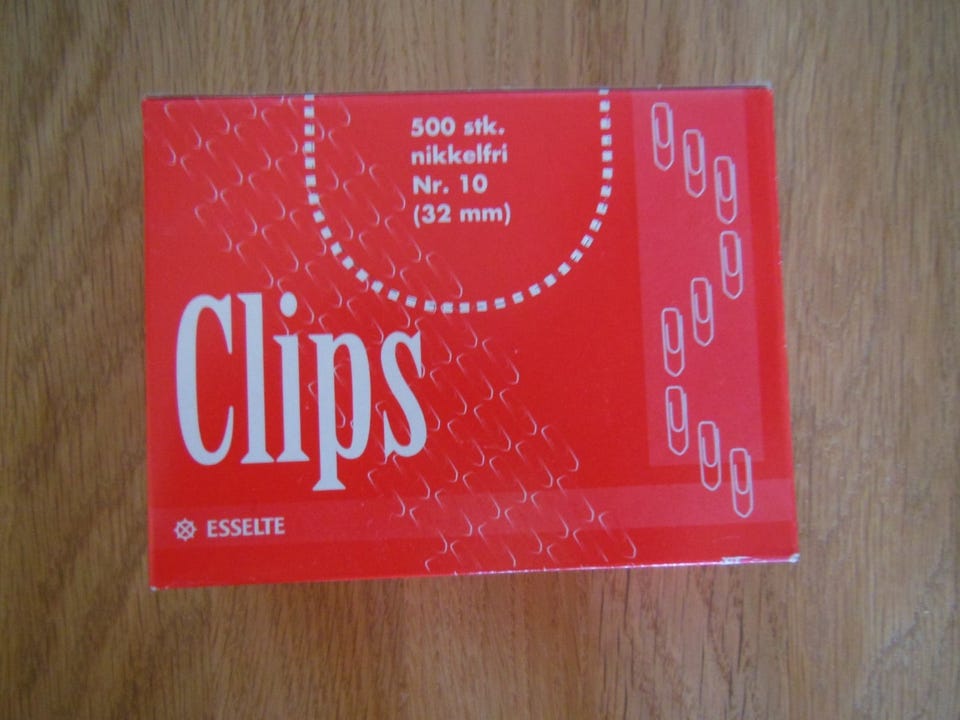 500 stk.
nikkelfri
Nr. 10
(32 mm)
Clips
ESSELTE